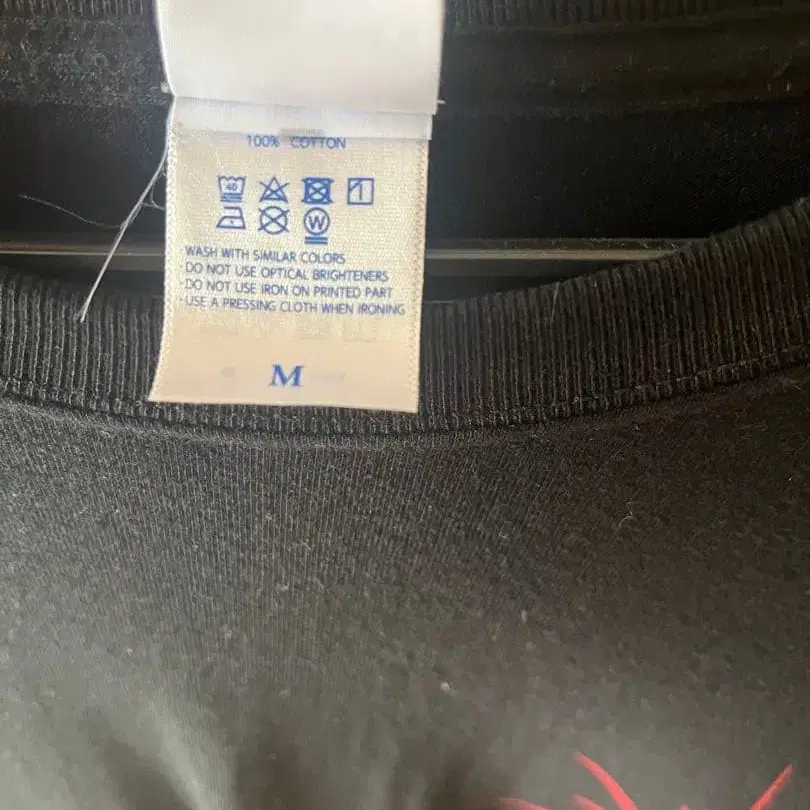 100% COTTON
40
W
WASH WITH SIMILAR COLORS
·DO NOT USE OPTICAL BRIGHTENERS
·DO NOT USE IRON ON PRINTED PART
·USE A PRESSING CLOTH WHEN IRONING
M